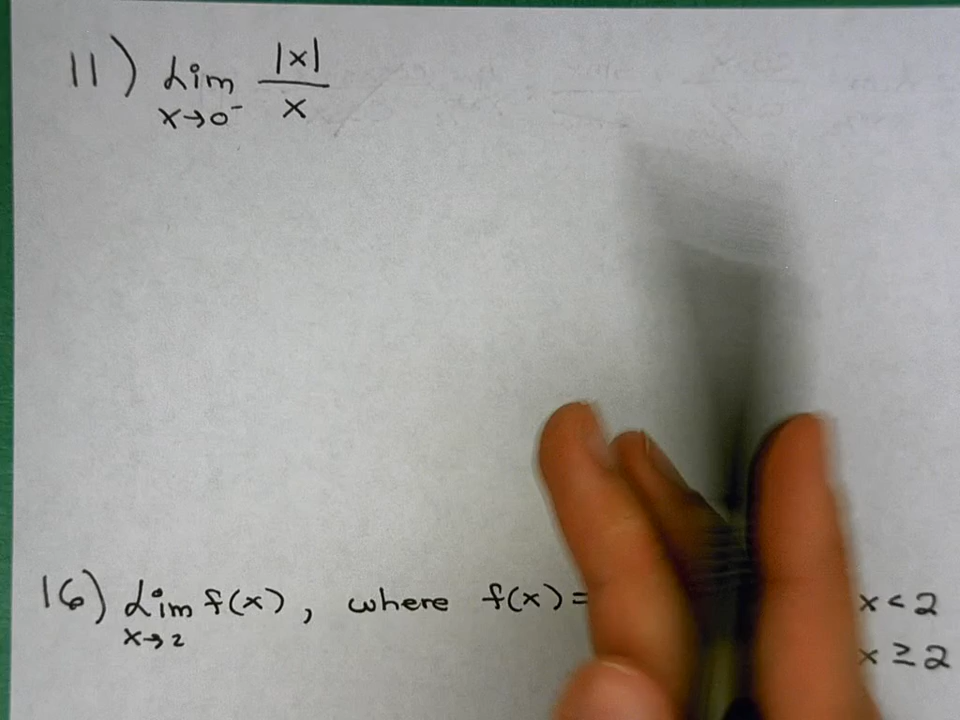 11) Lim |x|/x
x→0⁻
16) Lim f(x), where f(x)= x<2
x→2 x≥2